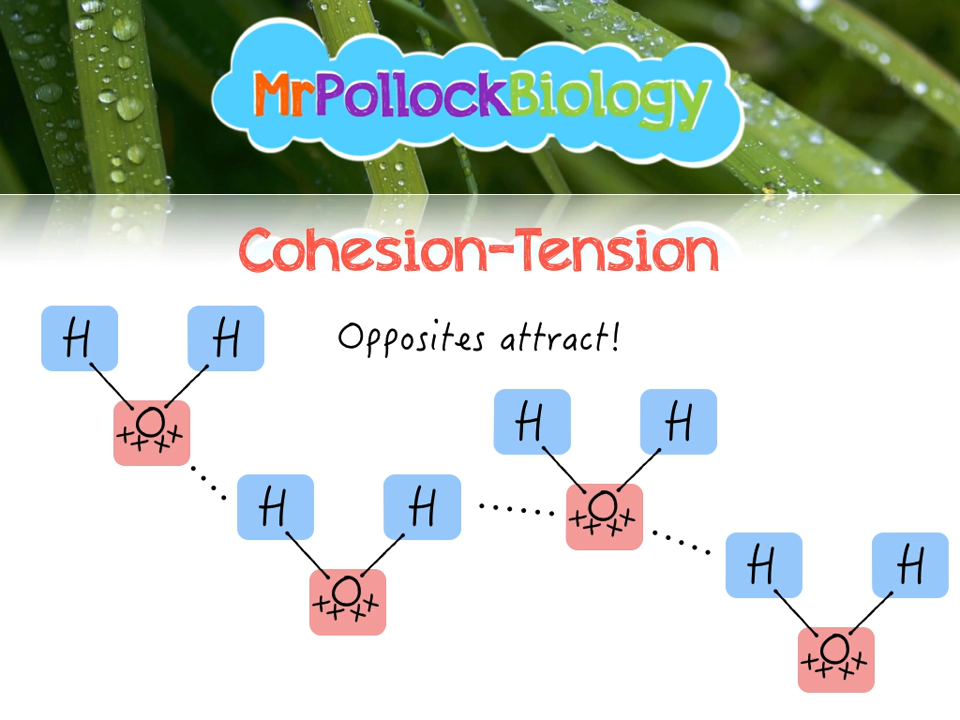 MrPollockBiology
Cohesion-Tension
Opposites attract!
H H
O
++++
H H
O
++++
H H
O
++++
H H
O
++++